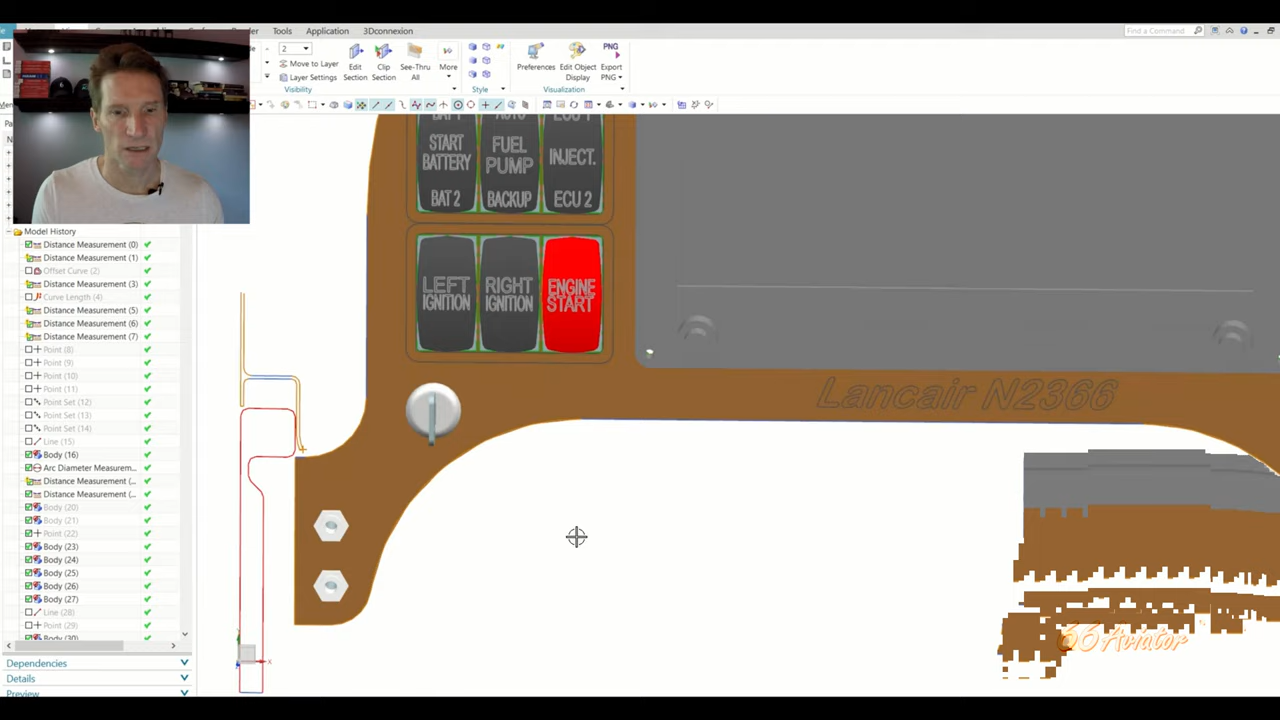 Tools
Application
3Dconnexion
Find a Command
2
Move to Layer
Layer Settings
Edit
Section
Clip
Section
See-Thru
All
More
Preferences
Edit Object
Display
PNG
Export
PNG
Visibility
Style
Visualization
Model History
Distance Measurement (0)
Distance Measurement (1)
Offset Curve (2)
Distance Measurement (3)
Curve Length (4)
Distance Measurement (5)
Distance Measurement (6)
Distance Measurement (7)
Point (8)
Point (9)
Point (10)
Point (11)
Point Set (12)
Point Set (13)
Point Set (14)
Line (15)
Body (16)
Arc Diameter Measurem...
Distance Measurement (...
Distance Measurement (...
Body (20)
Body (21)
Point (22)
Body (23)
Body (24)
Body (25)
Body (26)
Body (27)
Line (28)
Point (29)
Body (30)
Dependencies
Details
Preview
START
BATTERY
BAT 2
AUTO
FUEL
PUMP
BACKUP
ECU 1
INJECT.
ECU 2
LEFT
IGNITION
RIGHT
IGNITION
ENGINE
START
Lancair N2366
X
66 Aviator